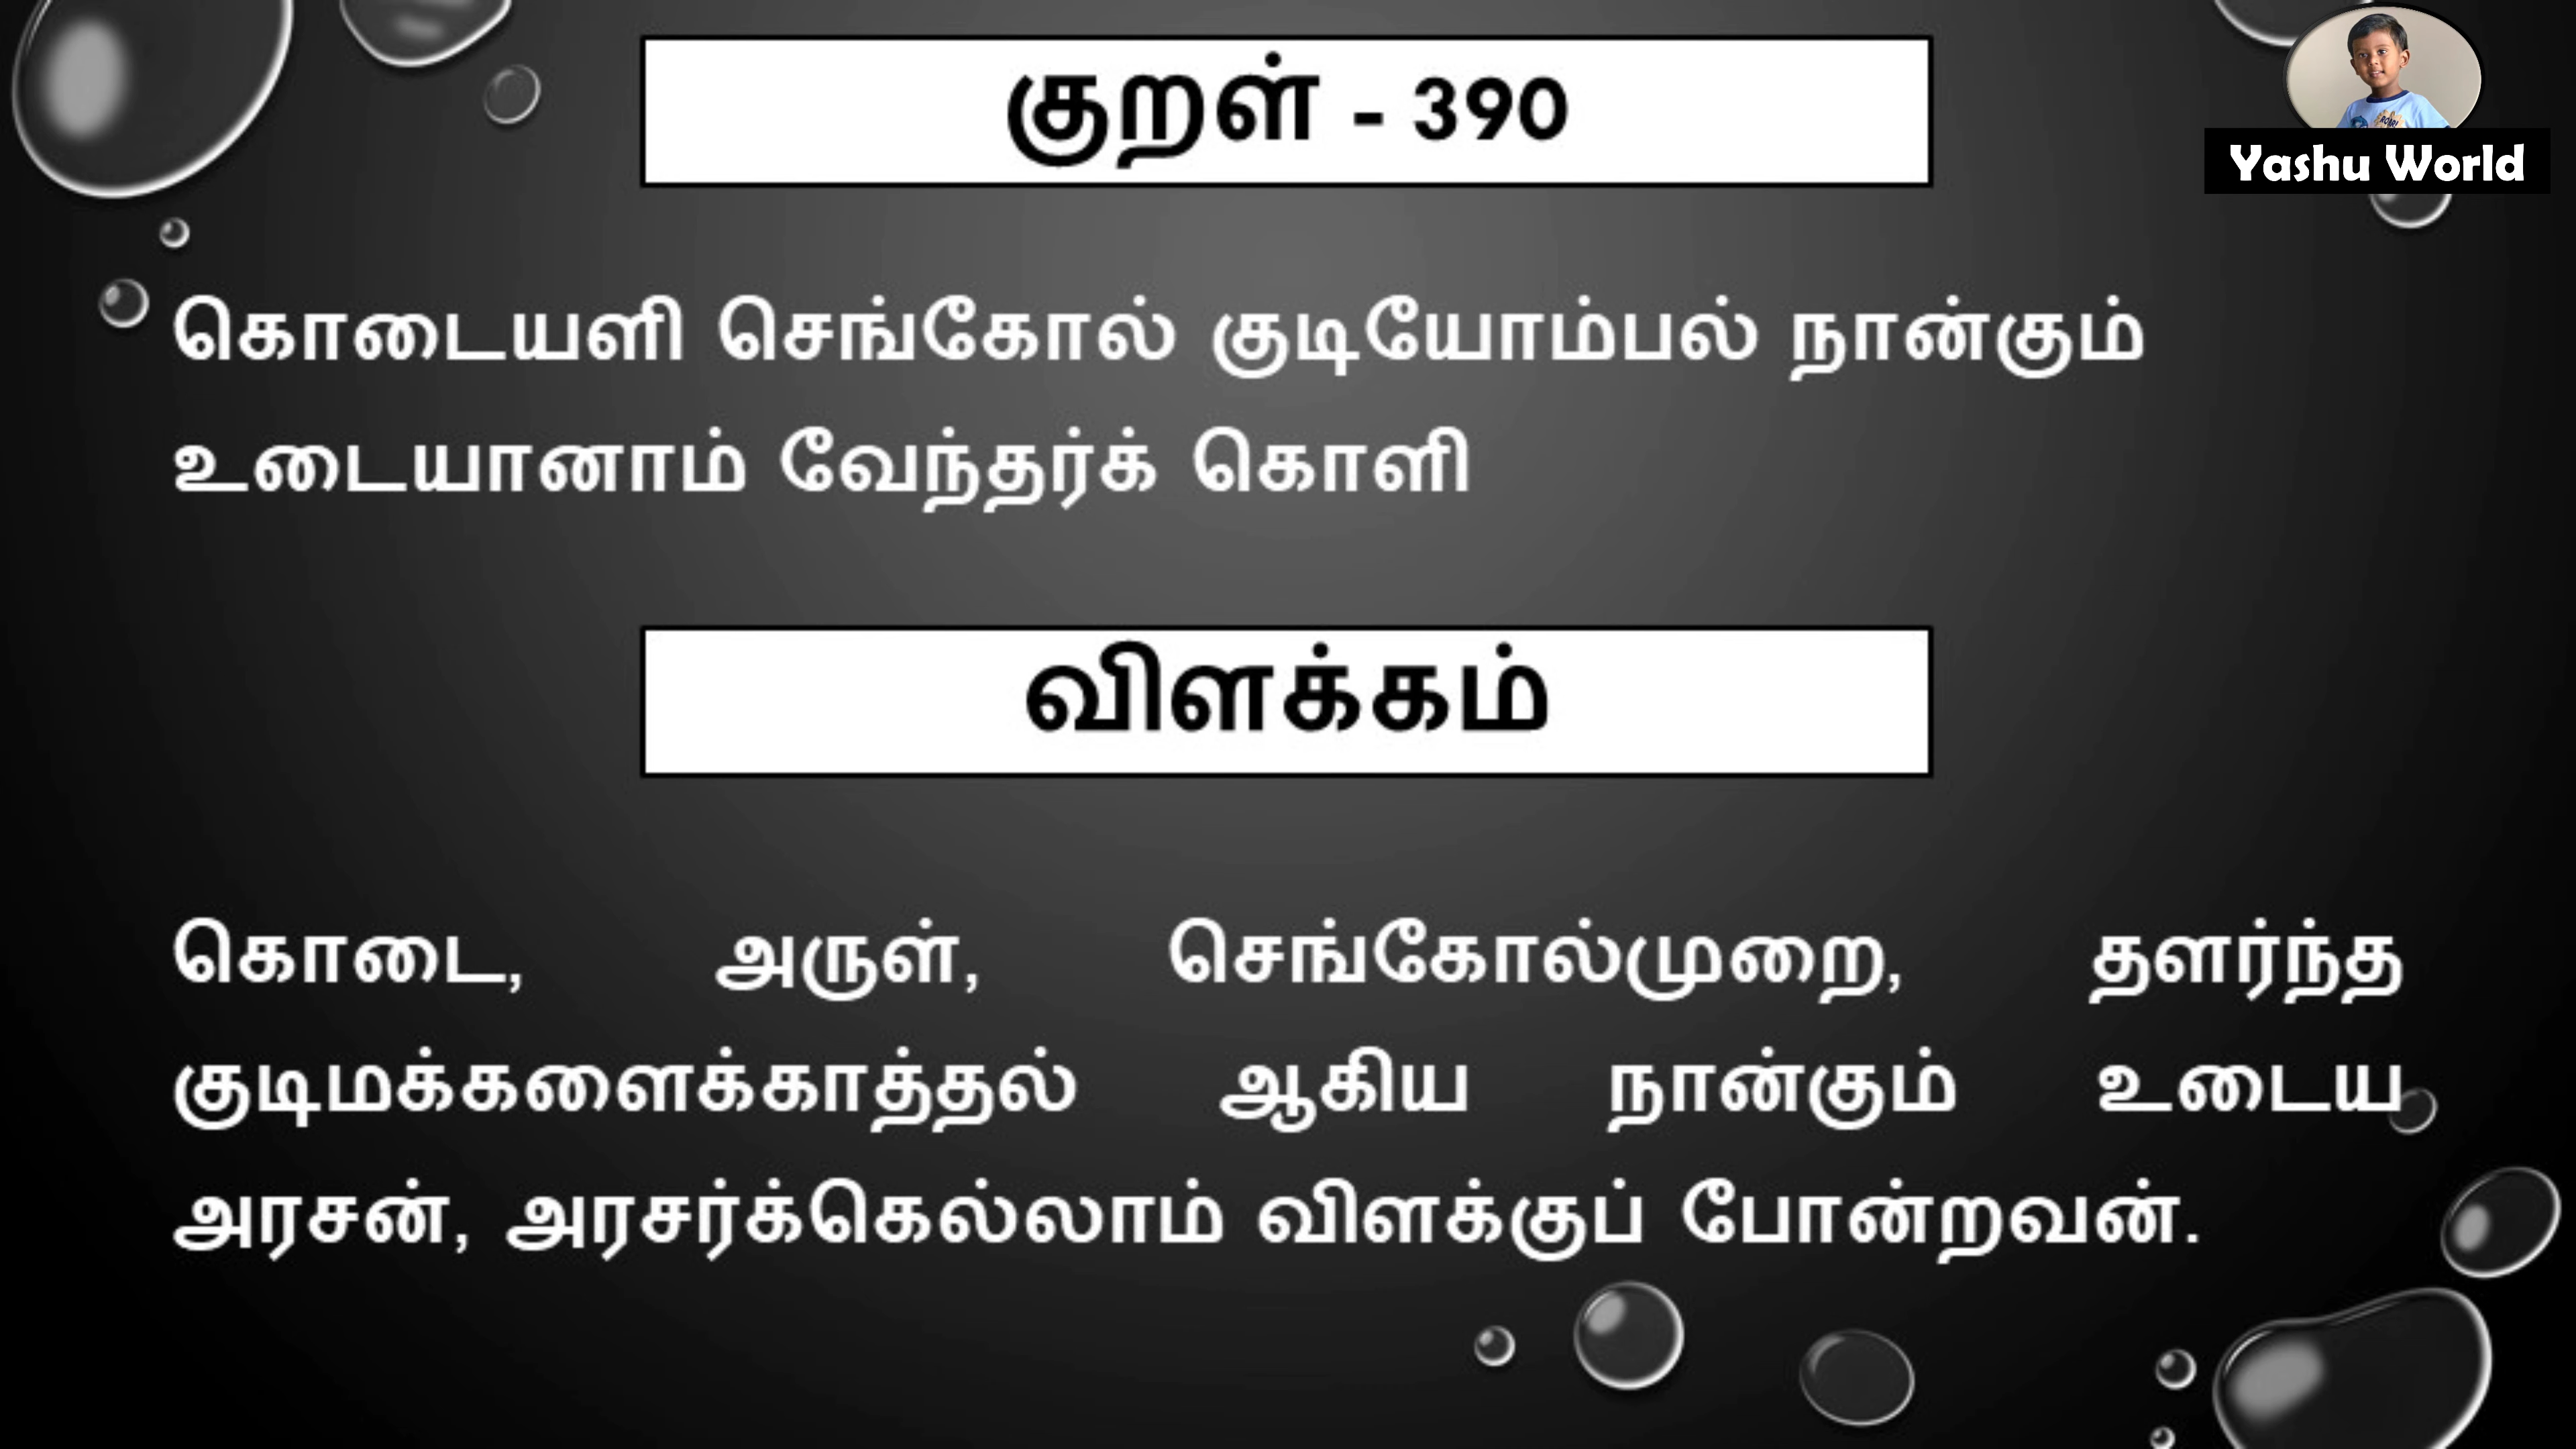 குறள் - 390
Yashu World
கொடையளி செங்கோல் குடியோம்பல் நான்கும்
உடையானாம் வேந்தர்க் கொளி
விளக்கம்
கொடை, அருள், செங்கோல்முறை, தளர்ந்த
குடிமக்களைக்காத்தல் ஆகிய நான்கும் உடைய
அரசன், அரசர்க்கெல்லாம் விளக்குப் போன்றவன்.